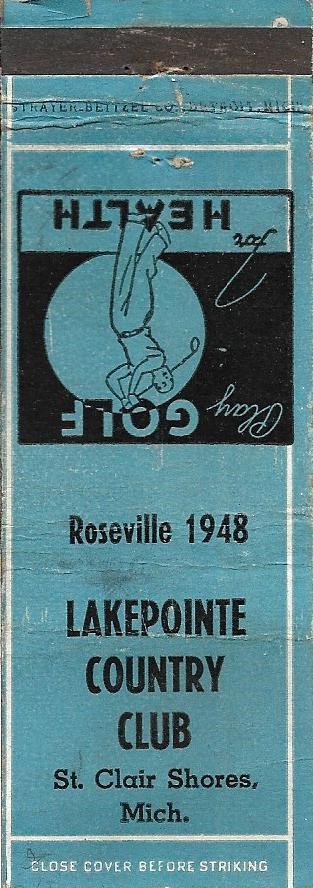 STRAYER-BEITZEL CO., DETROIT, MICH.
Play
GOLF
for
HEALTH
Roseville 1948
LAKEPOINTE
COUNTRY
CLUB
St. Clair Shores,
Mich.
CLOSE COVER BEFORE STRIKING